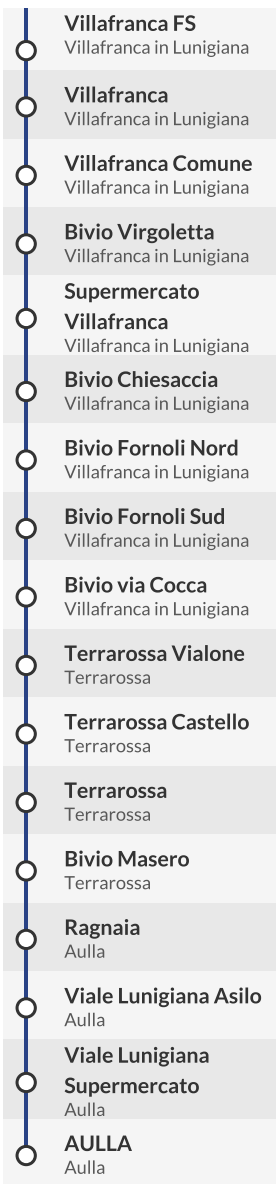 Villafranca FS
Villafranca in Lunigiana
Villafranca
Villafranca in Lunigiana
Villafranca Comune
Villafranca in Lunigiana
Bivio Virgoletta
Villafranca in Lunigiana
Supermercato
Villafranca
Villafranca in Lunigiana
Bivio Chiesaccia
Villafranca in Lunigiana
Bivio Fornoli Nord
Villafranca in Lunigiana
Bivio Fornoli Sud
Villafranca in Lunigiana
Bivio via Cocca
Villafranca in Lunigiana
Terrarossa Vialone
Terrarossa
Terrarossa Castello
Terrarossa
Terrarossa
Terrarossa
Bivio Masero
Terrarossa
Ragnaia
Aulla
Viale Lunigiana Asilo
Aulla
Viale Lunigiana
Supermercato
Aulla
AULLA
Aulla